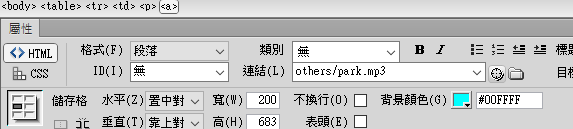 <body> <table> <tr> <td> <p> <a>
屬性
<> HTML 格式(F) 段落 類別 無 B I 標題
CSS ID(I) 無 連結(L) others/park.mp3 目標
儲存格 水平(Z) 置中對 寬(W) 200 不換行(O) 背景顏色(G) #00FFFF
垂直(T) 靠上對 高(H) 683 表頭(E)